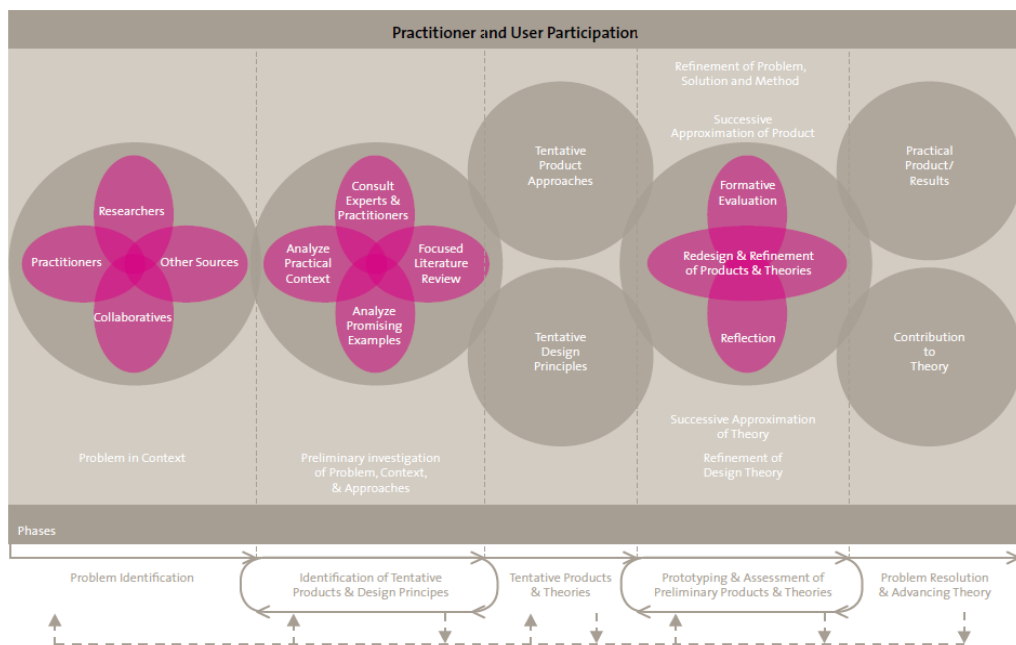 Practitioner and User Participation
Researchers
Practitioners
Other Sources
Collaboratives
Problem in Context
Consult
Experts &
Practitioners
Analyze
Practical
Context
Focused
Literature
Review
Analyze
Promising
Examples
Preliminary investigation
of Problem, Context,
& Approaches
Tentative
Product
Approaches
Tentative
Design
Principles
Refinement of Problem,
Solution and Method
Successive
Approximation of Product
Formative
Evaluation
Redesign & Refinement
of Products & Theories
Reflection
Successive Approximation
of Theory
Refinement of
Design Theory
Practical
Product/
Results
Contribution
to
Theory
Phases
Problem Identification
Identification of Tentative
Products & Design Principes
Tentative Products
& Theories
Prototyping & Assessment of
Preliminary Products & Theories
Problem Resolution
& Advancing Theory